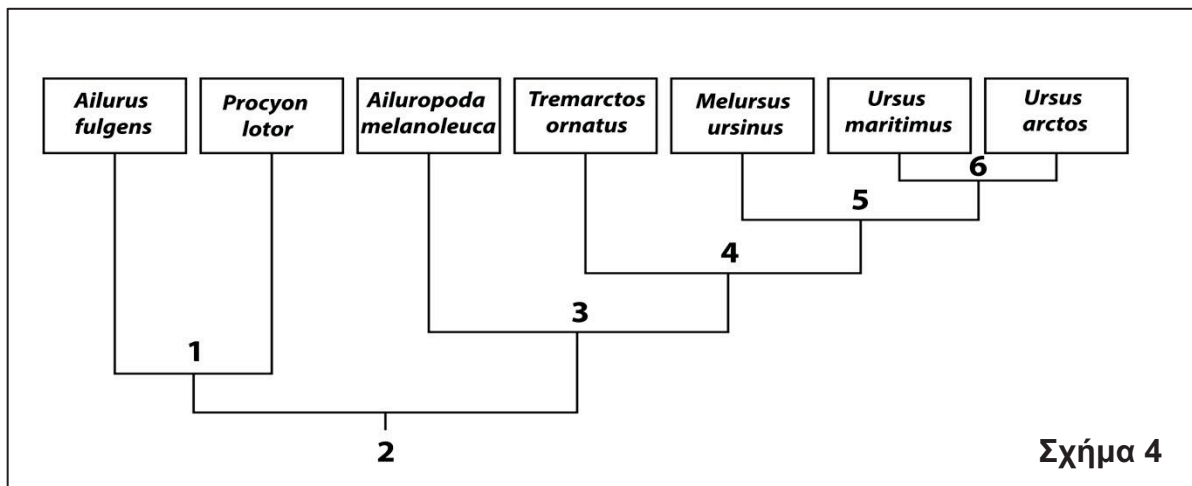 Ailurus
fulgens
Procyon
lotor
Ailuropoda
melanoleuca
Tremarctos
ornatus
Melursus
ursinus
Ursus
maritimus
Ursus
arctos
6
5
4
3
1
2
Σχήμα 4